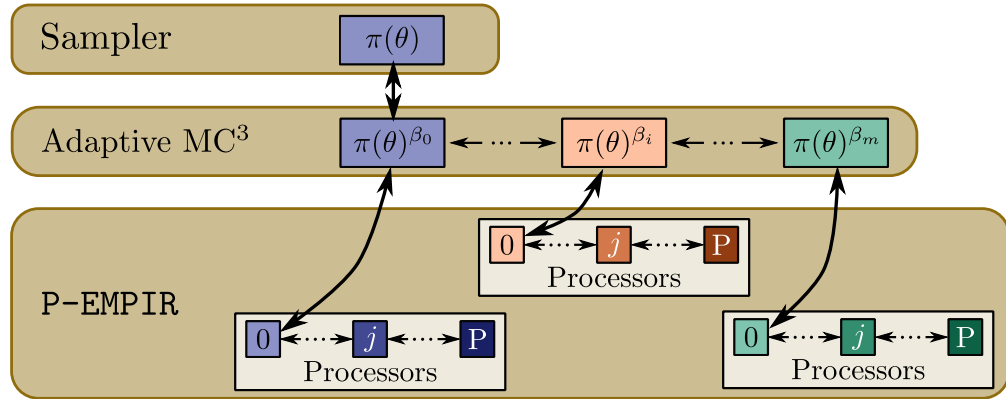 Sampler π(θ)
Adaptive MC³ π(θ)^β₀ ... π(θ)^βᵢ ... π(θ)^βₘ
0 ... j ... P
Processors
P-EMPIR
0 ... j ... P
Processors
0 ... j ... P
Processors